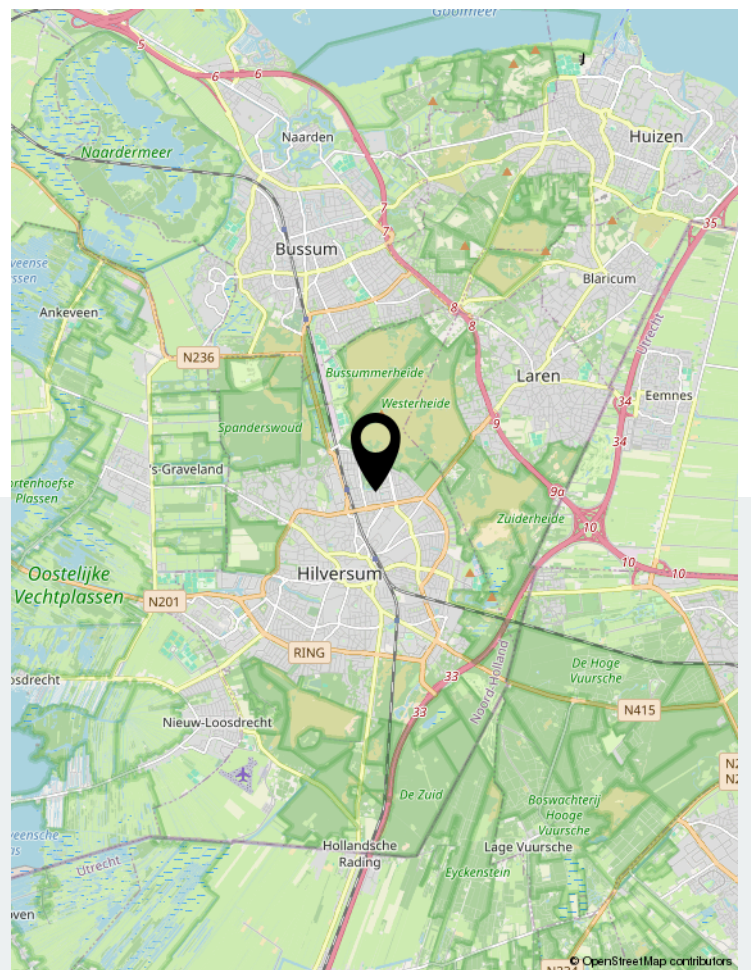 Gooimeer
5
6
6
Naarden
Huizen
Naardermeer
7
7
35
Bussum
Blaricum
Ankeveen
8
8
Utrecht
N236
Bussummerheide
Laren
Westerheide
Eemnes
34
34
Spanderswoud
9
's-Graveland
Plassen
9a
Zuiderheide
10
10
10
Oostelijke
Vechtplassen
Hilversum
N201
RING
De Hoge
Vuursche
33
33
Noord-Holland
N415
Nieuw-Loosdrecht
De Zuid
Boswachterij
Hooge
Vuursche
Hollandsche
Rading
Lage Vuursche
Utrecht
Eyckenstein
© OpenStreetMap contributors